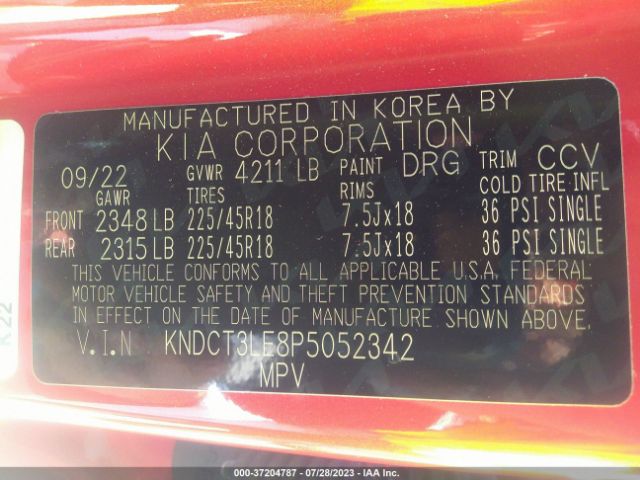 MANUFACTURED IN KOREA BY
KIA CORPORATION
09/22 GVWR 4211 LB PAINT DRG TRIM CCV
GAWR TIRES RIMS COLD TIRE INFL
FRONT 2348 LB 225/45R18 7.5Jx18 36 PSI SINGLE
REAR 2315 LB 225/45R18 7.5Jx18 36 PSI SINGLE
THIS VEHICLE CONFORMS TO ALL APPLICABLE U.S.A. FEDERAL
MOTOR VEHICLE SAFETY AND THEFT PREVENTION STANDARDS
IN EFFECT ON THE DATE OF MANUFACTURE SHOWN ABOVE.
V.I.N KNDCT3LE8P5052342
MPV
K22
000-37204787 - 07/28/2023 - IAA Inc.